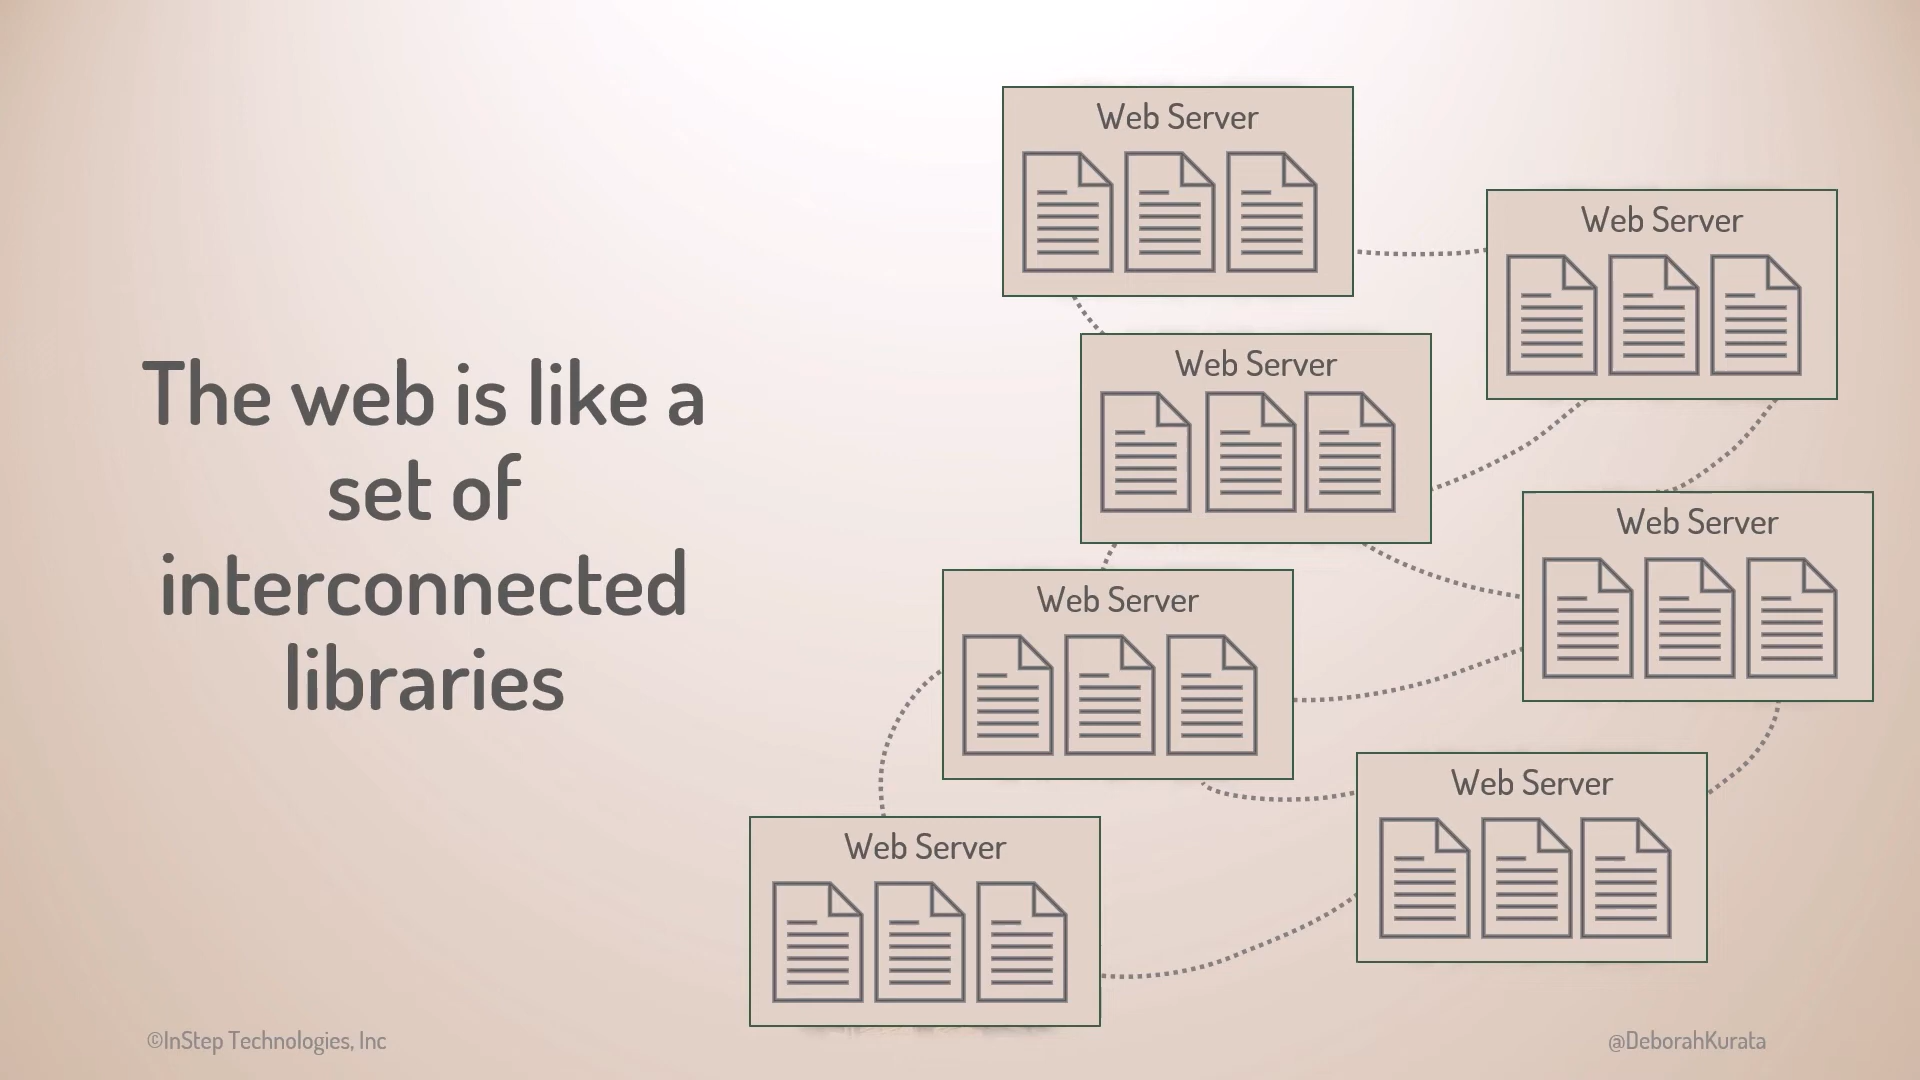 The web is like a
set of
interconnected
libraries
Web Server
Web Server
Web Server
Web Server
Web Server
Web Server
Web Server
©InStep Technologies, Inc
@DeborahKurata